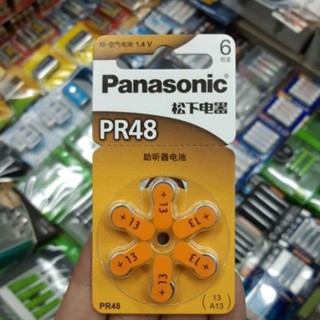 锌-空气电池 1.4 V
6
粒装
Panasonic
松下电器
PR48
助听器电池
+ 13
+ 13
+ 13
+ 13
+ 13
+ 13
PR48
13
A13